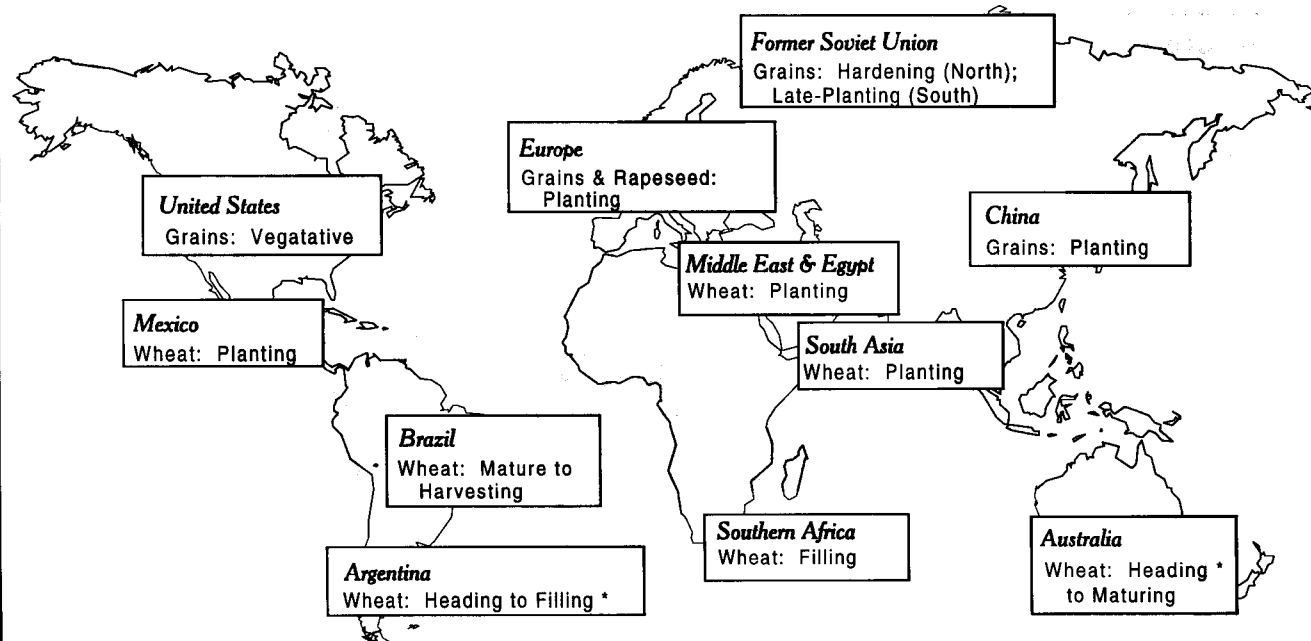 Former Soviet Union
Grains: Hardening (North);
Late-Planting (South)
Europe
Grains & Rapeseed:
Planting
United States
Grains: Vegatative
China
Grains: Planting
Middle East & Egypt
Wheat: Planting
Mexico
Wheat: Planting
South Asia
Wheat: Planting
Brazil
Wheat: Mature to
Harvesting
Southern Africa
Wheat: Filling
Australia
Wheat: Heading *
to Maturing
Argentina
Wheat: Heading to Filling *